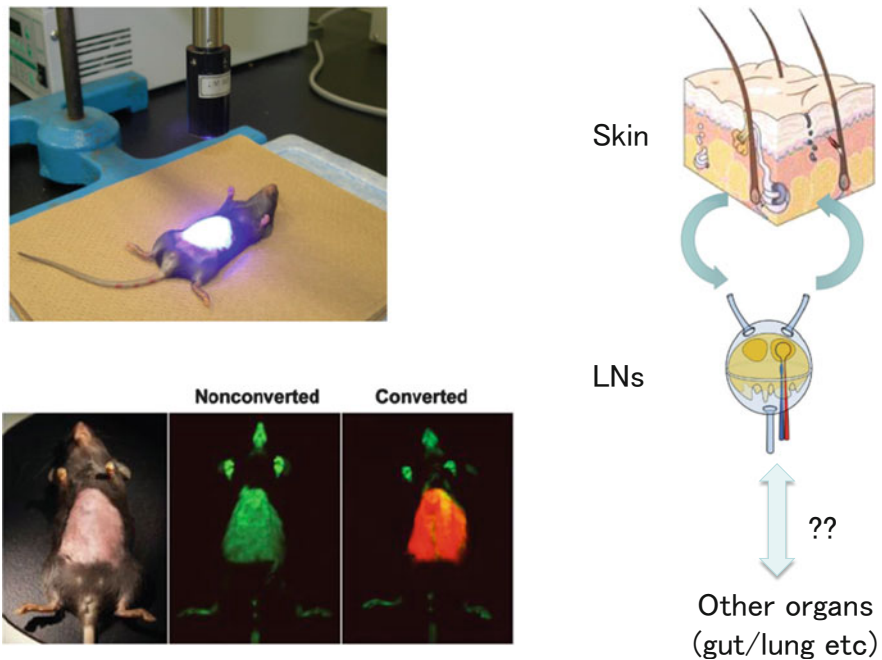 Skin
LNs
??
Other organs
(gut/lung etc)
Nonconverted
Converted